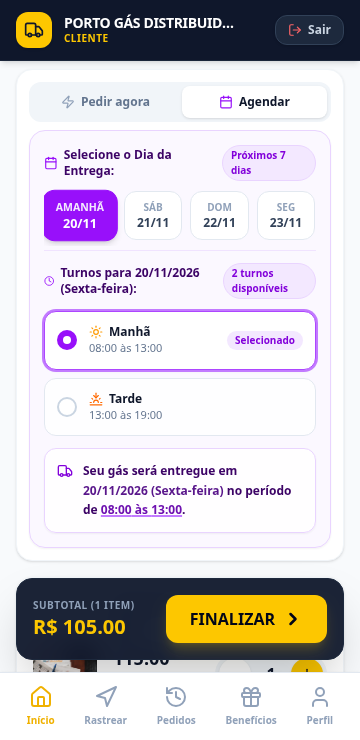 PORTO GÁS DISTRIBUID...
CLIENTE
Sair
Pedir agora
Agendar
Selecione o Dia da
Entrega:
Próximos 7
dias
AMANHÃ
20/11
SÁB
21/11
DOM
22/11
SEG
23/11
Turnos para 20/11/2026
(Sexta-feira):
2 turnos
disponíveis
Manhã
08:00 às 13:00
Selecionado
Tarde
13:00 às 19:00
Seu gás será entregue em
20/11/2026 (Sexta-feira) no período
de 08:00 às 13:00.
SUBTOTAL (1 ITEM)
R$ 105.00
FINALIZAR
Início
Rastrear
Pedidos
Benefícios
Perfil